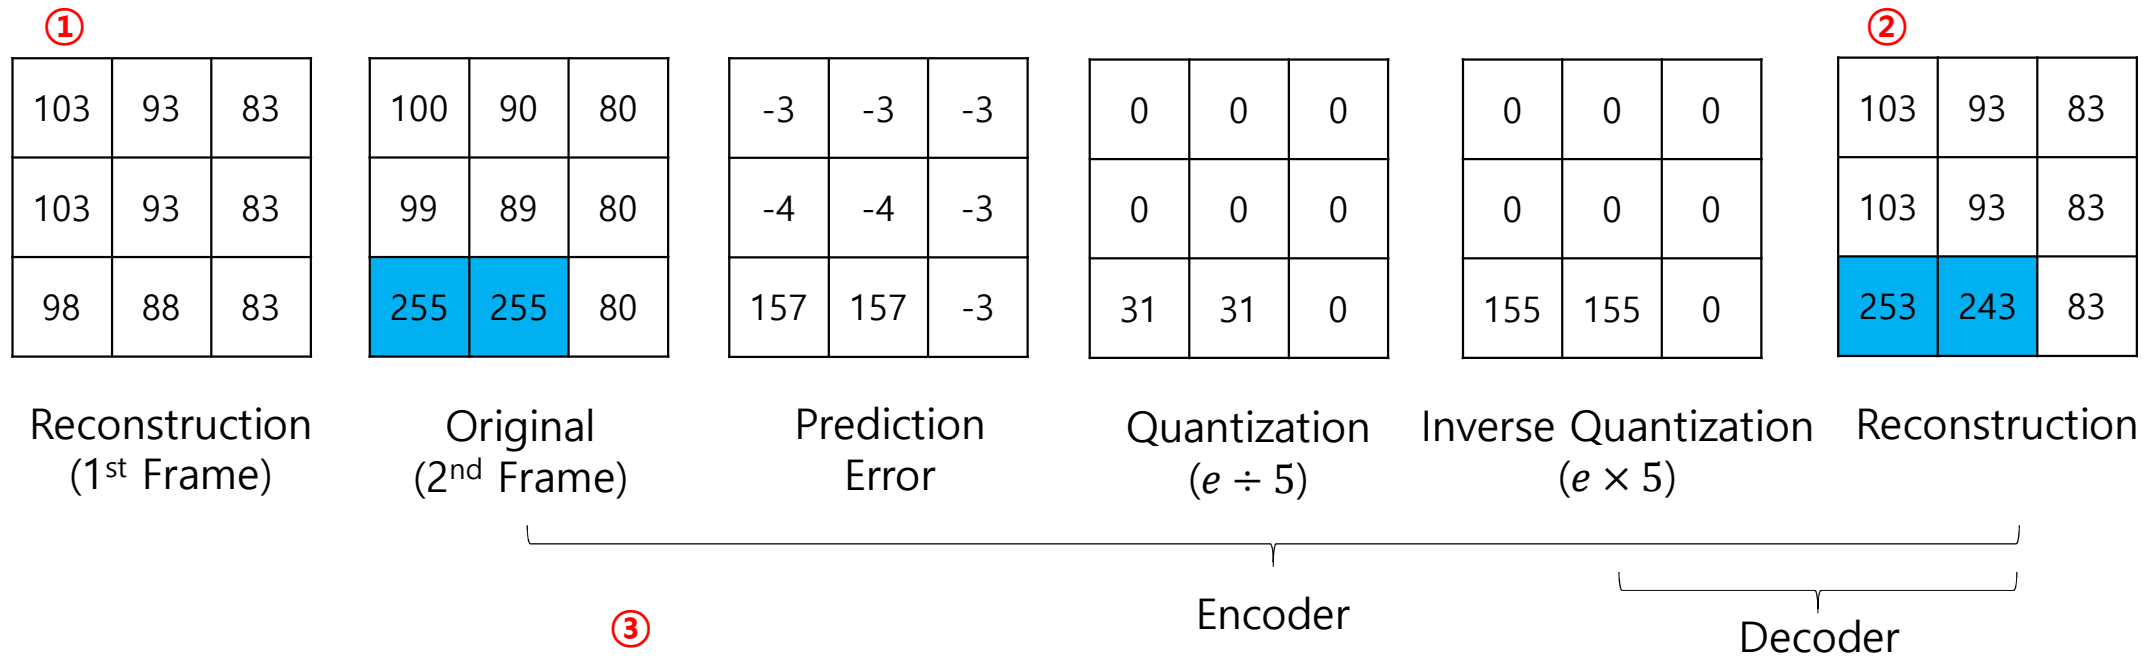 ① ②
103 93 83 100 90 80 -3 -3 -3 0 0 0 0 0 0 103 93 83
103 93 83 99 89 80 -4 -4 -3 0 0 0 0 0 0 103 93 83
98 88 83 255 255 80 157 157 -3 31 31 0 155 155 0 253 243 83
Reconstruction Original Prediction Quantization Inverse Quantization Reconstruction
(1st Frame) (2nd Frame) Error (e ÷ 5) (e × 5)
Encoder
③
Decoder